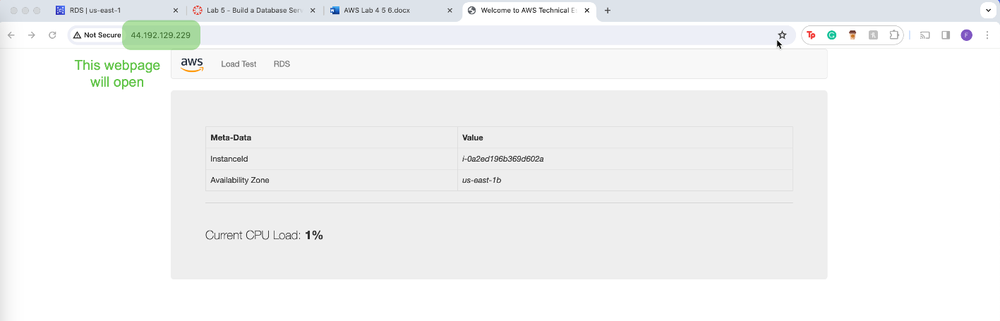 RDS | us-east-1
Lab 5 - Build a Database Serv
AWS Lab 4 5 6.docx
Welcome to AWS Technical Es
Not Secure 44.192.129.229
Tp
G
F
This webpage
will open
aws Load Test RDS
Meta-Data Value
InstanceId i-0a2ed196b369d602a
Availability Zone us-east-1b
Current CPU Load: 1%